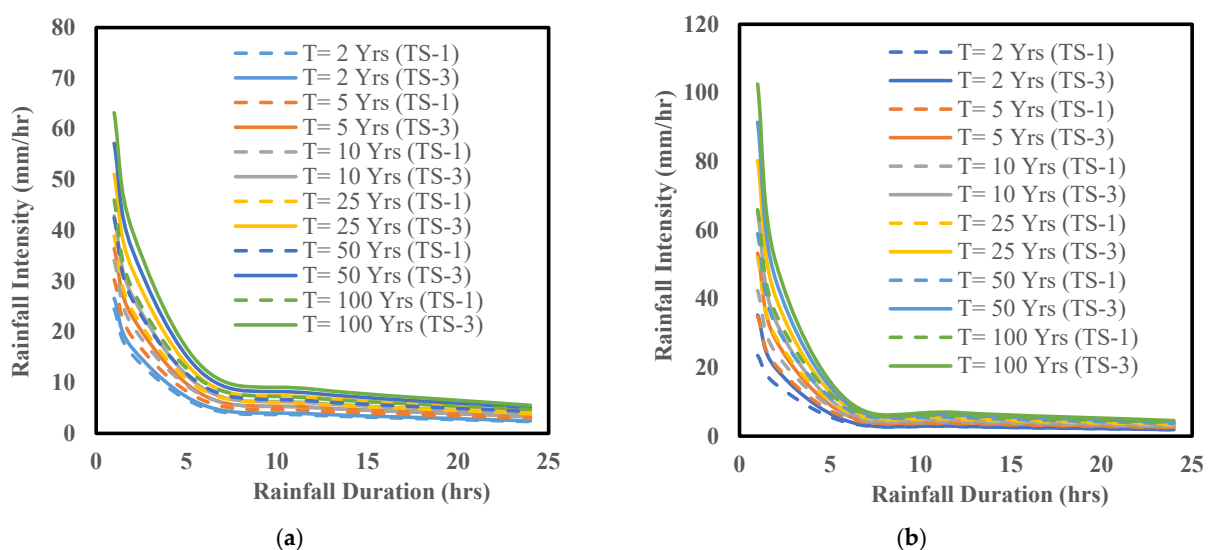 80
70
60
50
40
30
20
10
0
Rainfall Intensity (mm/hr)
T= 2 Yrs (TS-1)
T= 2 Yrs (TS-3)
T= 5 Yrs (TS-1)
T= 5 Yrs (TS-3)
T= 10 Yrs (TS-1)
T= 10 Yrs (TS-3)
T= 25 Yrs (TS-1)
T= 25 Yrs (TS-3)
T= 50 Yrs (TS-1)
T= 50 Yrs (TS-3)
T= 100 Yrs (TS-1)
T= 100 Yrs (TS-3)
0 5 10 15 20 25
Rainfall Duration (hrs)
(a)
120
100
80
60
40
20
0
Rainfall Intensity (mm/hr)
T= 2 Yrs (TS-1)
T= 2 Yrs (TS-3)
T= 5 Yrs (TS-1)
T= 5 Yrs (TS-3)
T= 10 Yrs (TS-1)
T= 10 Yrs (TS-3)
T= 25 Yrs (TS-1)
T= 25 Yrs (TS-3)
T= 50 Yrs (TS-1)
T= 50 Yrs (TS-3)
T= 100 Yrs (TS-1)
T= 100 Yrs (TS-3)
0 5 10 15 20 25
Rainfall Duration (hrs)
(b)